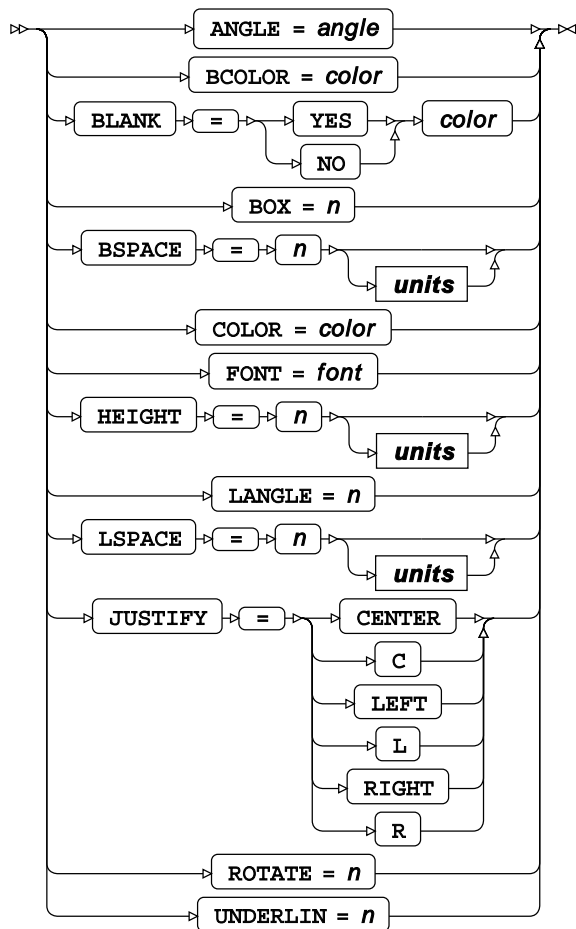 ANGLE = angle
BCOLOR = color
BLANK = YES color
NO
BOX = n
BSPACE = n
units
COLOR = color
FONT = font
HEIGHT = n
units
LANGLE = n
LSPACE = n
units
JUSTIFY = CENTER
C
LEFT
L
RIGHT
R
ROTATE = n
UNDERLIN = n